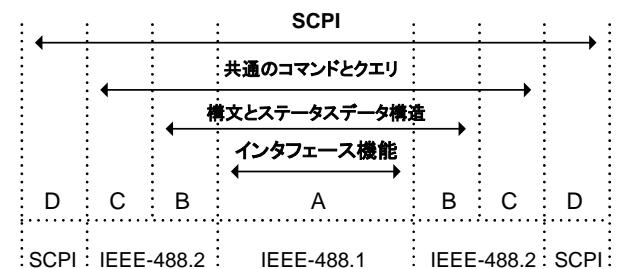 SCPI
共通のコマンドとクエリ
構文とステータスデータ構造
インタフェース機能
D C B A B C D
SCPI IEEE-488.2 IEEE-488.1 IEEE-488.2 SCPI